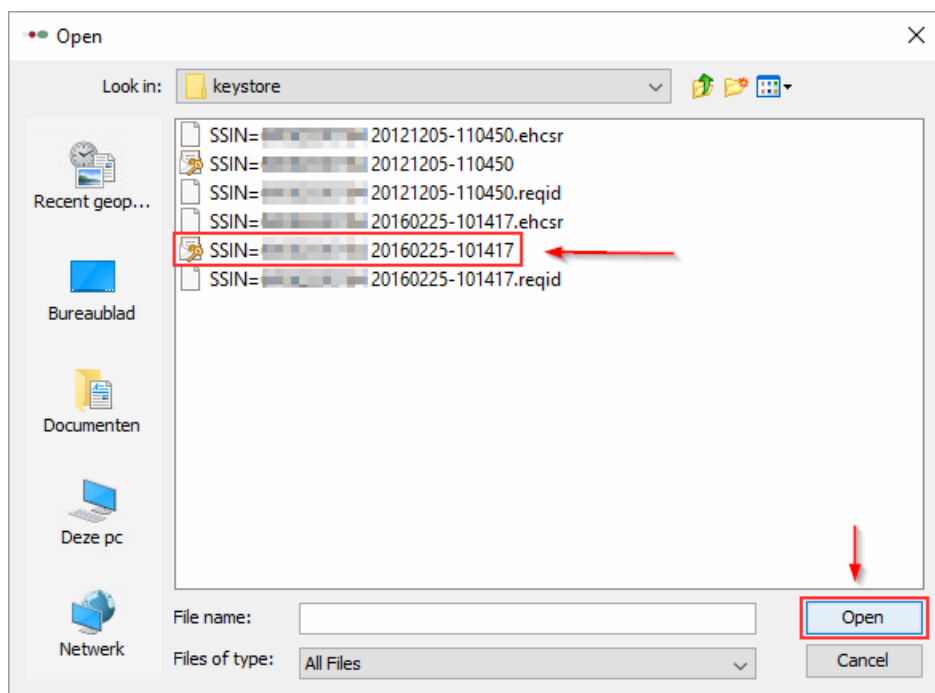 Open
Look in: keystore
SSIN= 20121205-110450.ehcsr
SSIN= 20121205-110450
SSIN= 20121205-110450.reqid
SSIN= 20160225-101417.ehcsr
SSIN= 20160225-101417
SSIN= 20160225-101417.reqid
Recent geop...
Bureaublad
Documenten
Deze pc
Netwerk
File name:
Open
Files of type: All Files
Cancel